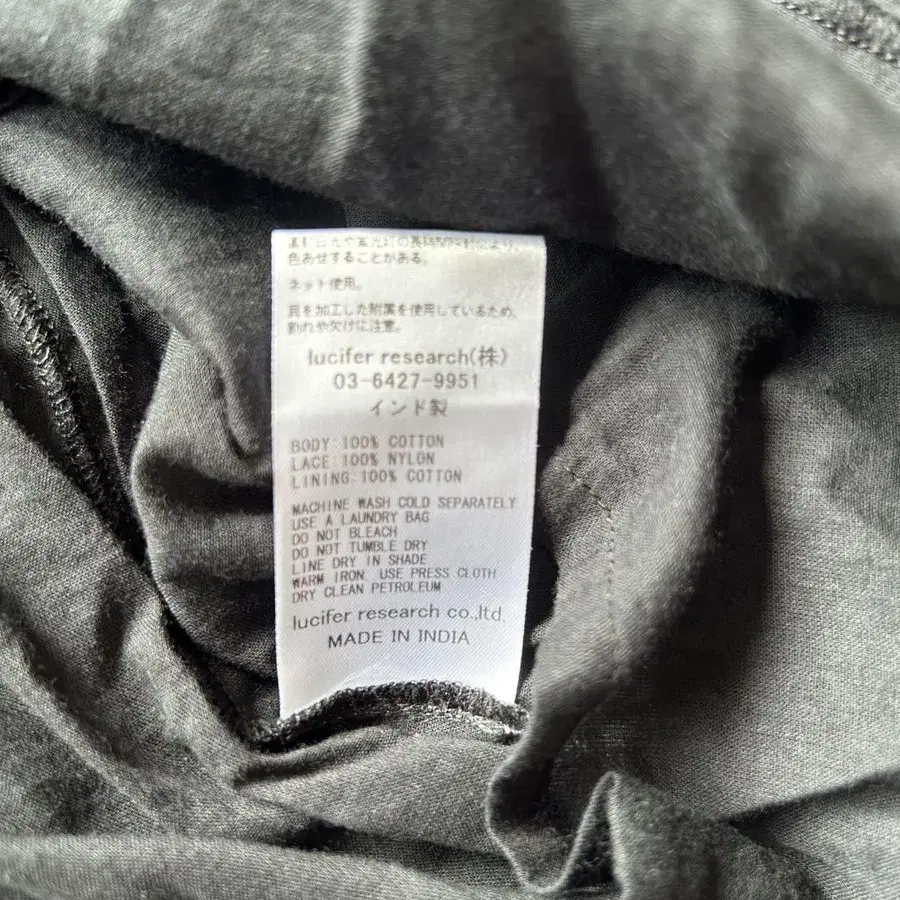 色あせすることがある。
ネット使用。
貝を加工した附属を使用しているため、
割れや欠けに注意。
lucifer research(株)
03-6427-9951
インド製
BODY:100% COTTON
LACE:100% NYLON
LINING:100% COTTON
MACHINE WASH COLD SEPARATELY
USE A LAUNDRY BAG
DO NOT BLEACH
DO NOT TUMBLE DRY
LINE DRY IN SHADE
WARM IRON, USE PRESS CLOTH
DRY CLEAN PETROLEUM
lucifer research co.,ltd.
MADE IN INDIA